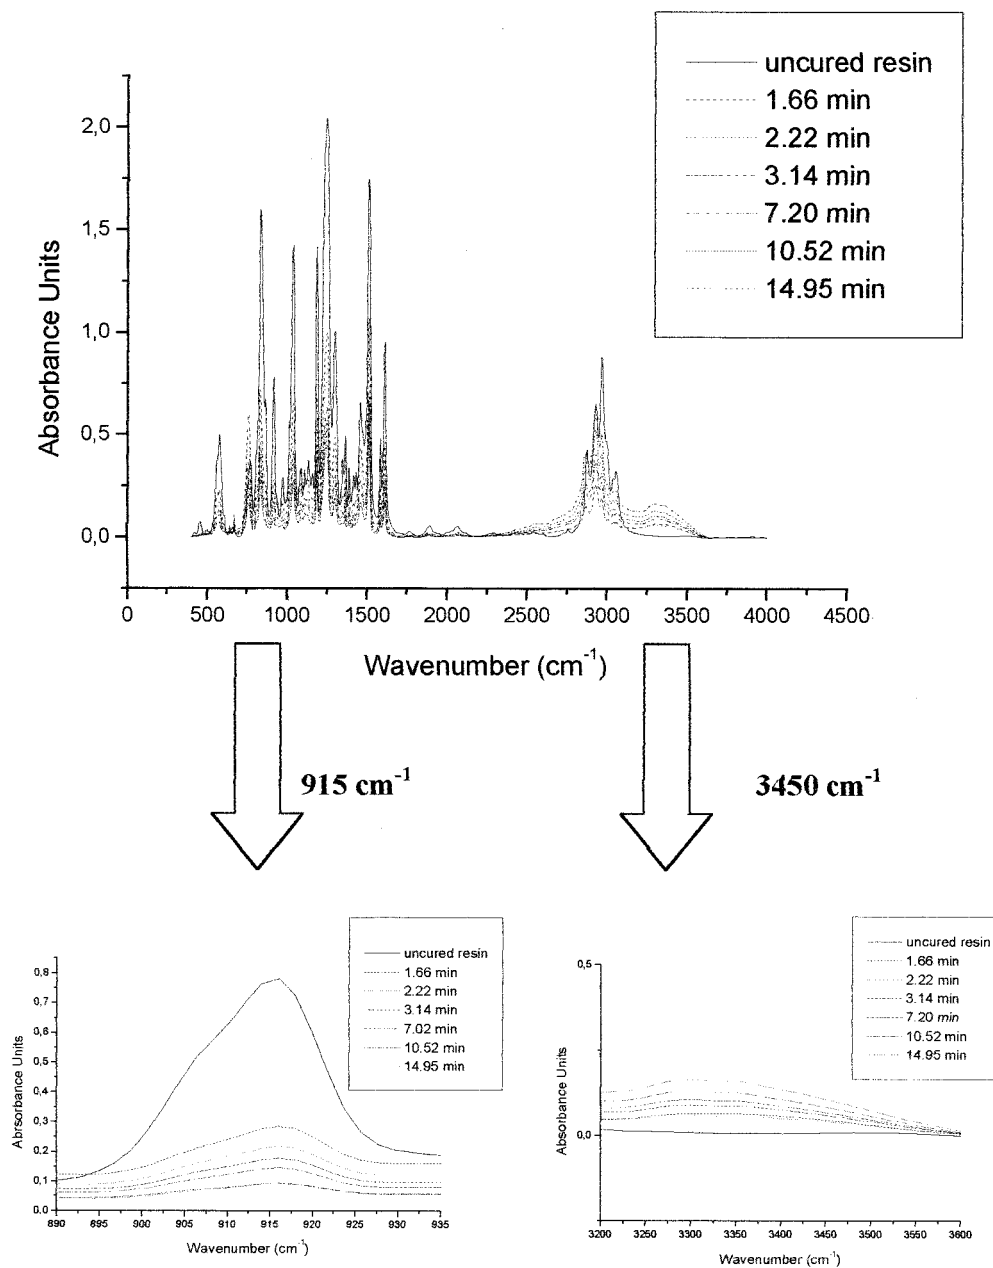 uncured resin
1.66 min
2.22 min
3.14 min
7.20 min
10.52 min
14.95 min
Absorbance Units
2,0
1,5
1,0
0,5
0,0
0 500 1000 1500 2000 2500 3000 3500 4000 4500
Wavenumber (cm-1)
915 cm-1
3450 cm-1
uncured resin
1.66 min
2.22 min
3.14 min
7.02 min
10.52 min
14.95 min
Abrsorbance Units
0,8
0,7
0,6
0,5
0,4
0,3
0,2
0,1
0,0
890 895 900 905 910 915 920 925 930 935
Wavenumber (cm-1)
uncured resin
1.66 min
2.22 min
3.14 min
7.20 min
10.52 min
14.95 min
Absorbance Units
0,5
0,0
3200 3250 3300 3350 3400 3450 3500 3550 3600
Wavenumber (cm-1)